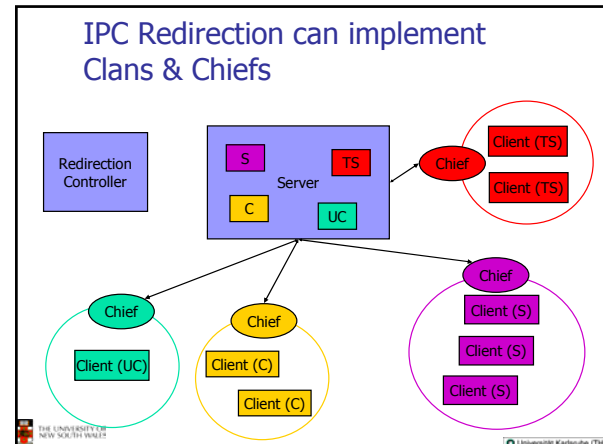 IPC Redirection can implement
Clans & Chiefs
Redirection
Controller
S
TS
Server
C
UC
Chief
Client (TS)
Client (TS)
Chief
Client (UC)
Chief
Client (C)
Client (C)
Chief
Client (S)
Client (S)
Client (S)
THE UNIVERSITY OF
NEW SOUTH WALES
Universität Karlsruhe (TH)